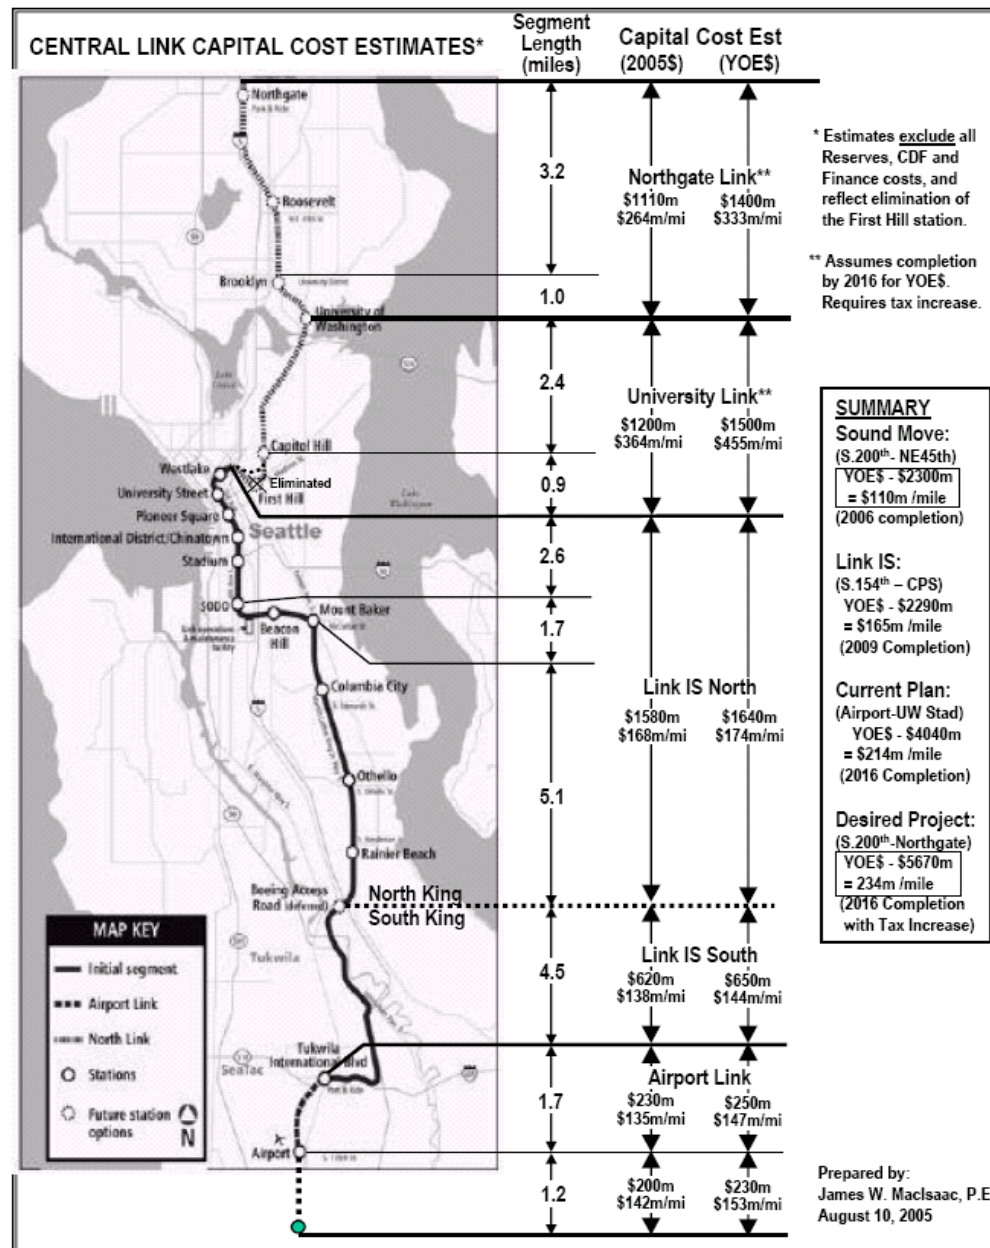 CENTRAL LINK CAPITAL COST ESTIMATES*
Segment
Length
(miles)
Capital Cost Est
(2005$) (YOE$)
Northgate
Park & Ride
Roosevelt
Brooklyn
University of
Washington
Capitol Hill
Eliminated
First Hill
Westlake
University Street
Pioneer Square
International District/Chinatown
Stadium
SODO
Seattle
Beacon
Hill
Mount Baker
Columbia City
Othello
Rainier Beach
Boeing Access
Road (deferred)
North King
South King
Tukwila
Tukwila
International Blvd
Park & Ride
SeaTac
Airport
MAP KEY
Initial segment
Airport Link
North Link
Stations
Future station
options
N
3.2
1.0
2.4
0.9
2.6
1.7
5.1
4.5
1.7
1.2
Northgate Link**
$1110m $1400m
$264m/mi $333m/mi
University Link**
$1200m $1500m
$364m/mi $455m/mi
Link IS North
$1580m $1640m
$168m/mi $174m/mi
Link IS South
$620m $650m
$138m/mi $144m/mi
Airport Link
$230m $250m
$135m/mi $147m/mi
$200m $230m
$142m/mi $153m/mi
* Estimates exclude all
Reserves, CDF and
Finance costs, and
reflect elimination of
the First Hill station.
** Assumes completion
by 2016 for YOE$.
Requires tax increase.
SUMMARY
Sound Move:
(S.200th- NE45th)
YOE$ - $2300m
= $110m /mile
(2006 completion)
Link IS:
(S.154th – CPS)
YOE$ - $2290m
= $165m /mile
(2009 Completion)
Current Plan:
(Airport-UW Stad)
YOE$ - $4040m
= $214m /mile
(2016 Completion)
Desired Project:
(S.200th-Northgate)
YOE$ - $5670m
= 234m /mile
(2016 Completion
with Tax Increase)
Prepared by:
James W. MacIsaac, P.E
August 10, 2005